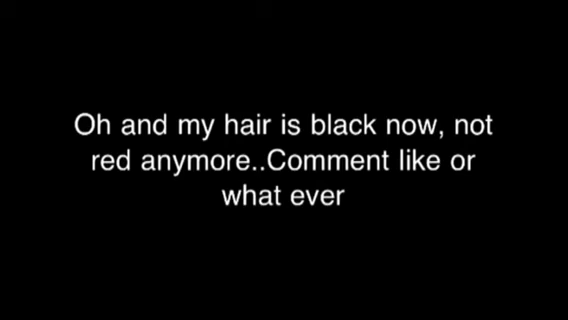 Oh and my hair is black now, not
red anymore..Comment like or
what ever